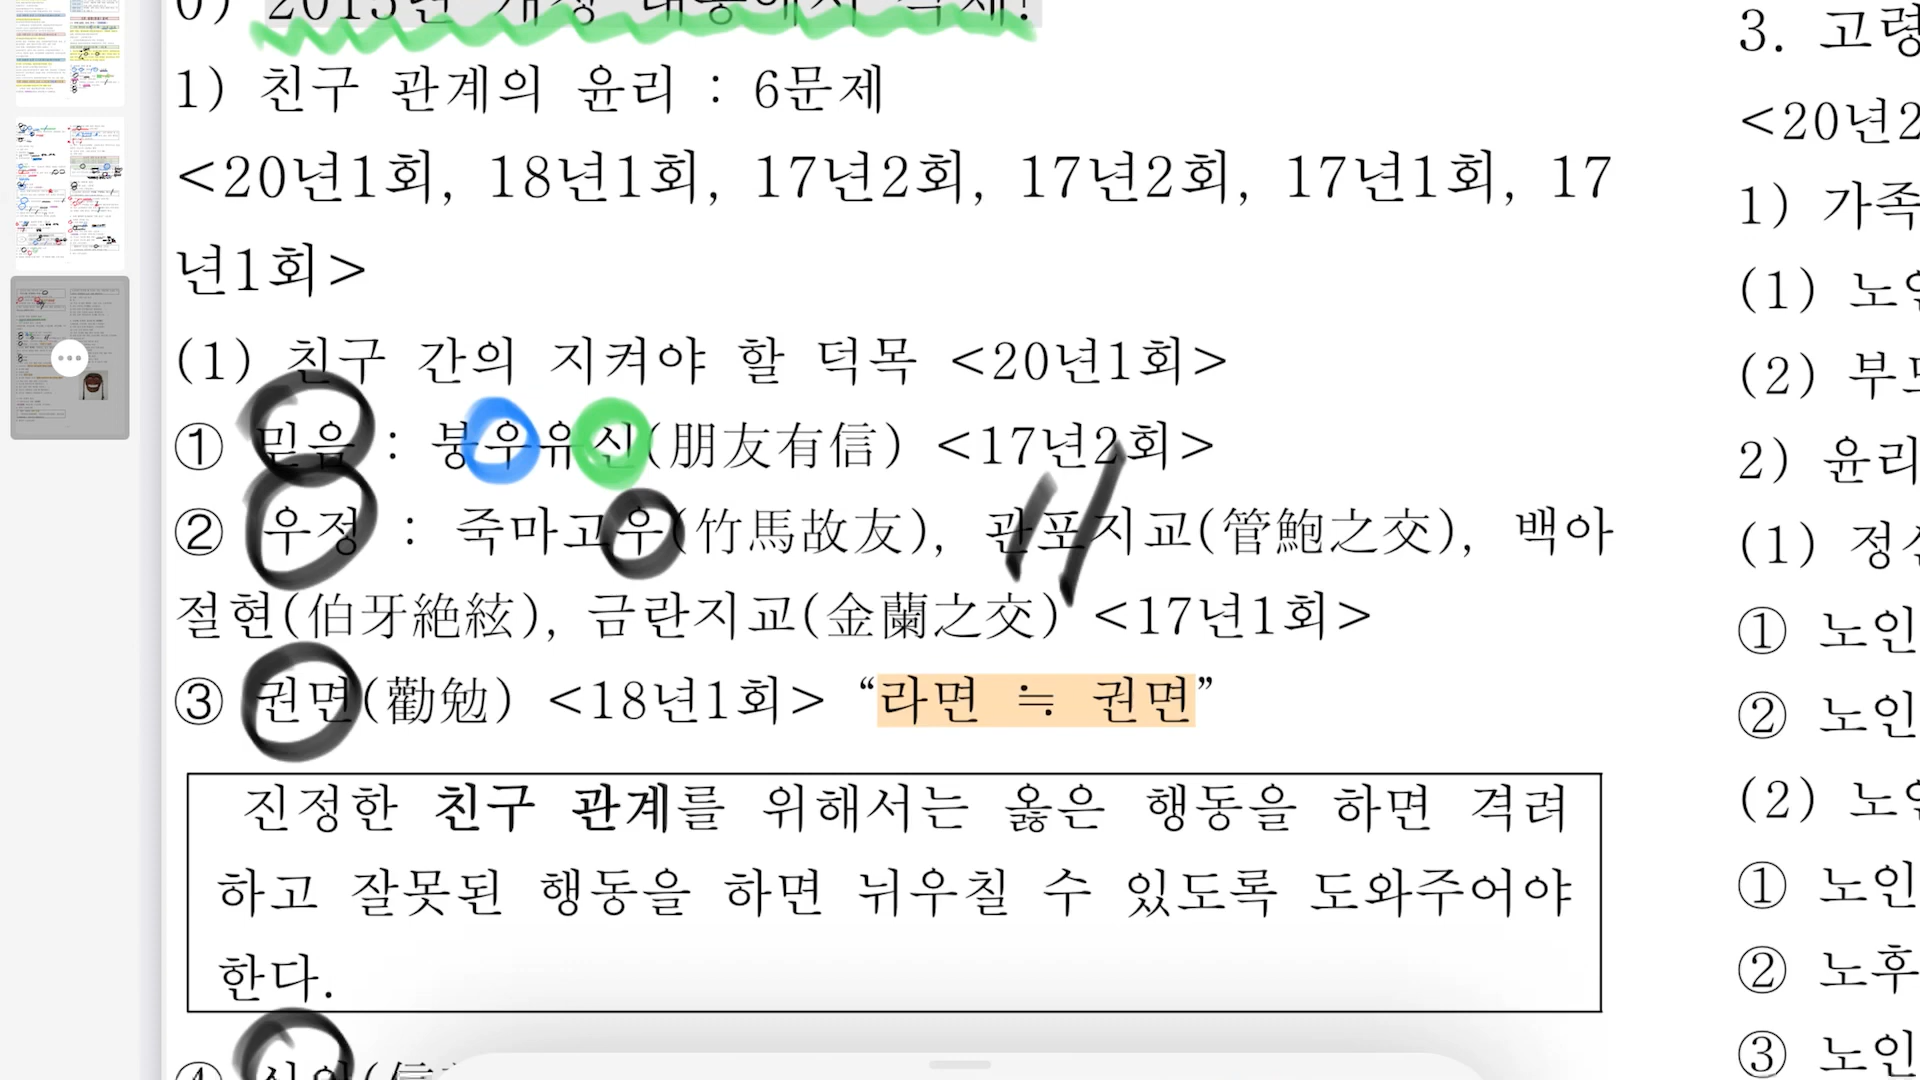 1) 친구 관계의 윤리 : 6문제
<20년1회, 18년1회, 17년2회, 17년2회, 17년1회, 17
년1회>
(1) 친구 간의 지켜야 할 덕목 <20년1회>
① 믿음 : 붕우유신(朋友有信) <17년2회>
② 우정 : 죽마고우(竹馬故友), 관포지교(管鮑之交), 백아
절현(伯牙絶絃), 금란지교(金蘭之交) <17년1회>
③ 권면(勸勉) <18년1회> “라면 ≒ 권면”
진정한 친구 관계를 위해서는 옳은 행동을 하면 격려
하고 잘못된 행동을 하면 뉘우칠 수 있도록 도와주어야
한다.
④
3. 고령
<20년2
1) 가족
(1) 노인
(2) 부모
2) 윤리
(1) 정신
① 노인
② 노인
(2) 노인
① 노인
② 노후
③ 노인